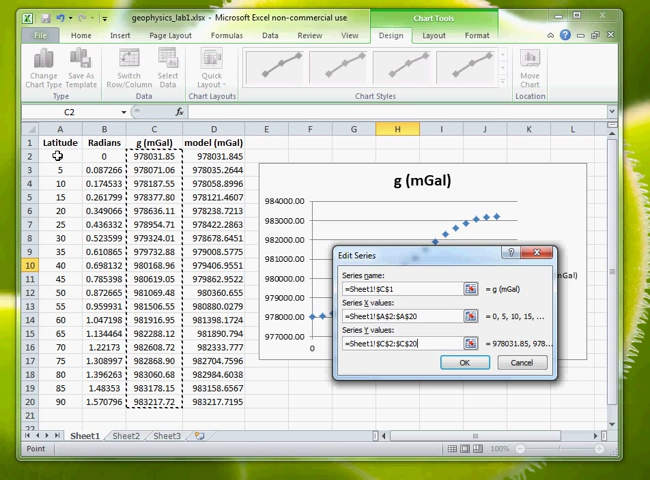 geophysics_lab1.xlsx - Microsoft Excel non-commercial use
Chart Tools
File Home Insert Page Layout Formulas Data Review View Design Layout Format
Change Chart Type Save As Template Switch Row/Column Select Data Quick Layout Move Chart
Type Data Chart Layouts Chart Styles Location
C2 fx
A B C D E F G H I J K L
1 Latitude Radians g (mGal) model (mGal)
2 0 978031.85 978031.845
3 5 0.087266 978071.06 978035.2644
4 10 0.174533 978187.55 978058.8996
5 15 0.261799 978377.80 978121.4607
6 20 0.349066 978636.11 978238.7213
7 25 0.436332 978954.71 978422.2863
8 30 0.523599 979324.01 978678.6451
9 35 0.610865 979732.88 979008.5775
10 40 0.698132 980168.96 979406.9551
11 45 0.785398 980619.05 979862.9522
12 50 0.872665 981069.48 980360.655
13 55 0.959931 981506.55 980880.0279
14 60 1.047198 981916.95 981398.1724
15 65 1.134464 982288.12 981890.794
16 70 1.22173 982608.72 982333.777
17 75 1.308997 982868.90 982704.7596
18 80 1.396263 983060.68 982984.6038
19 85 1.48353 983178.15 983158.6567
20 90 1.570796 983217.72 983217.7195
21
22
g (mGal)
984000.00
983000.00
982000.00
981000.00
980000.00
979000.00
978000.00
977000.00
0
Edit Series
Series name:
=Sheet1!$C$1 = g (mGal)
Series X values:
=Sheet1!$A$2:$A$20 = 0, 5, 10, 15, ...
Series Y values:
=Sheet1!$C$2:$C$20 = 978031.85, 978...
OK Cancel
Sheet1 Sheet2 Sheet3
Point 100%